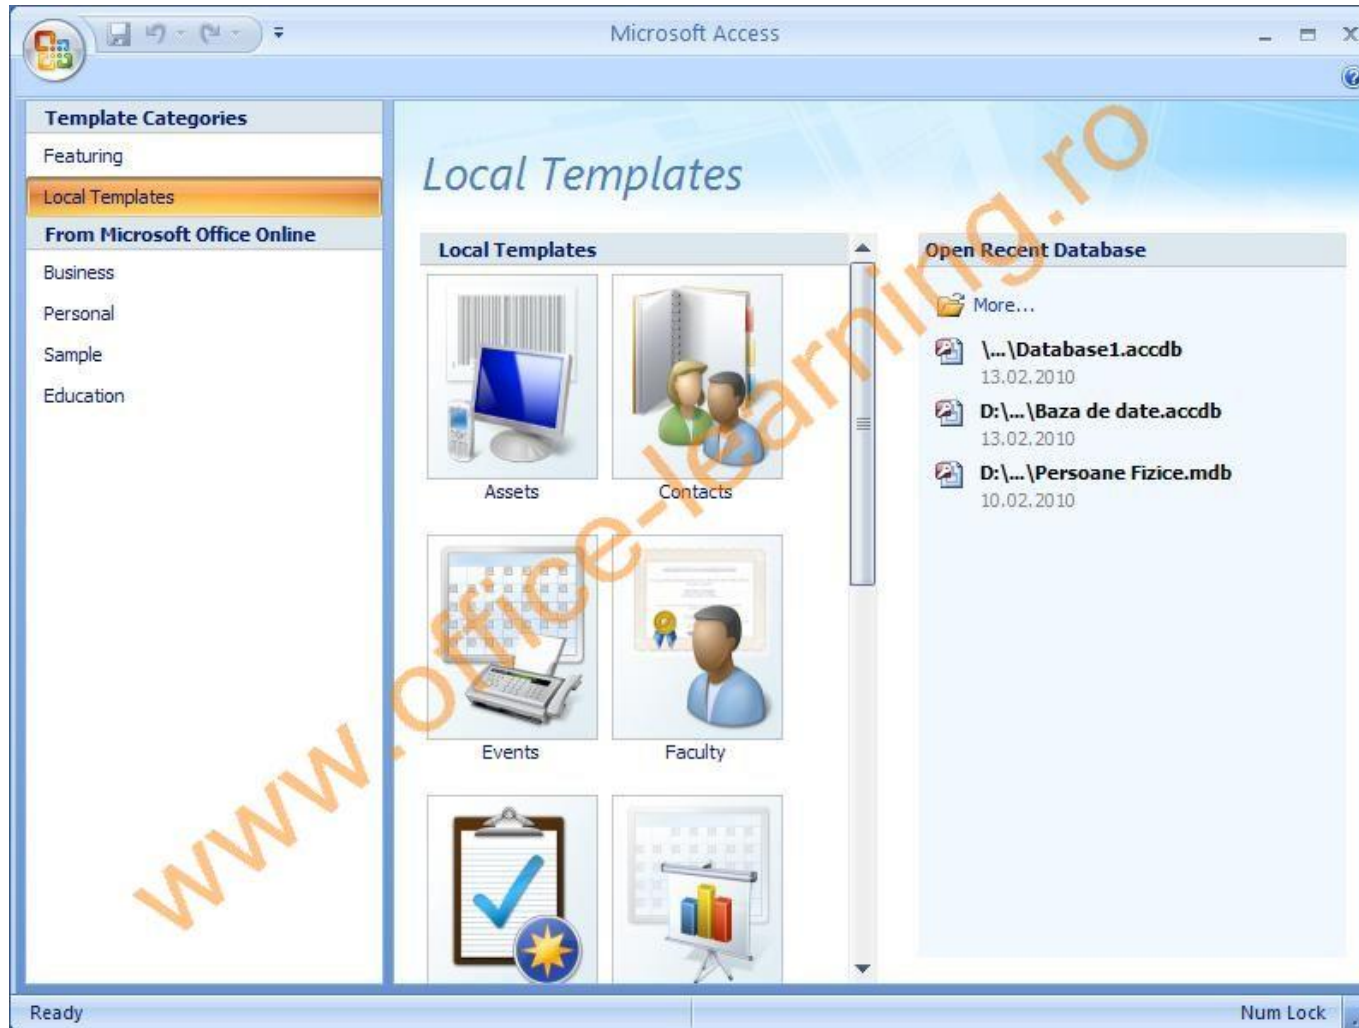 Microsoft Access
Template Categories
Featuring
Local Templates
From Microsoft Office Online
Business
Personal
Sample
Education
Local Templates
Local Templates
Assets
Contacts
Events
Faculty
Open Recent Database
More...
\...\Database1.accdb
13.02.2010
D:\...\Baza de date.accdb
13.02.2010
D:\...\Persoane Fizice.mdb
10.02.2010
www.office-learning.ro
Ready
Num Lock